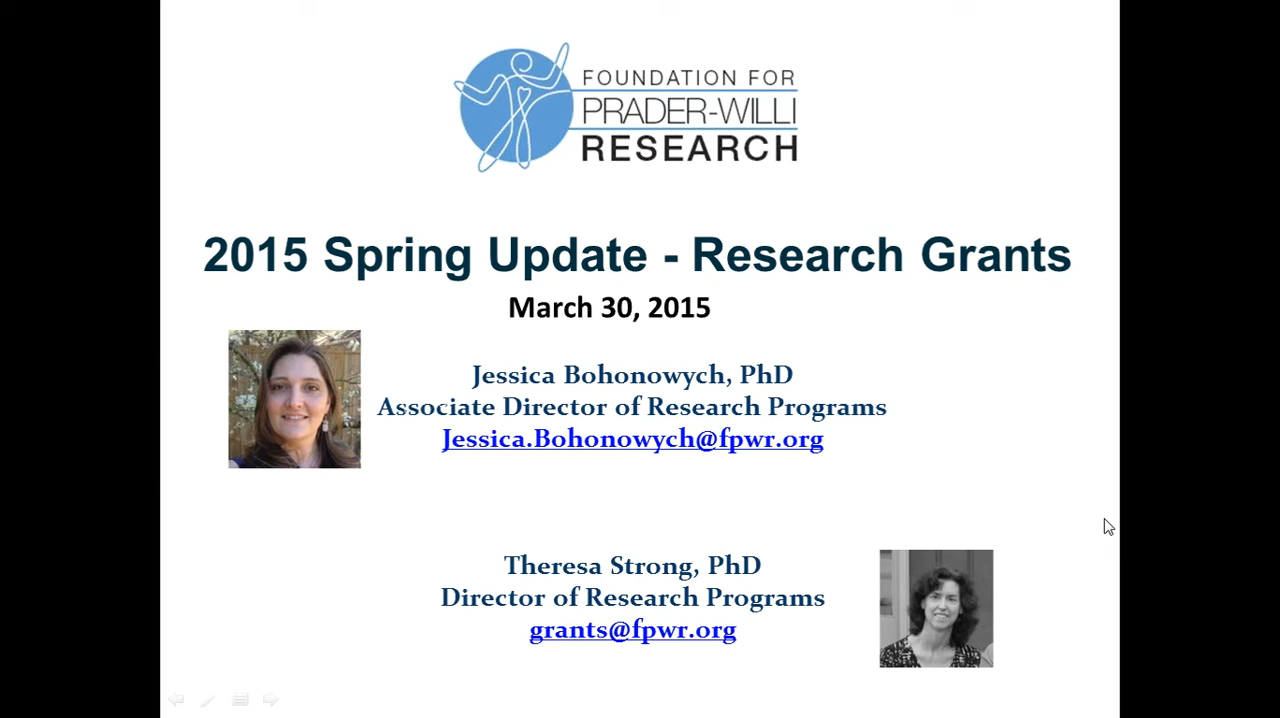 FOUNDATION FOR
PRADER-WILLI
RESEARCH
2015 Spring Update - Research Grants
March 30, 2015
Jessica Bohonowych, PhD
Associate Director of Research Programs
Jessica.Bohonowych@fpwr.org
Theresa Strong, PhD
Director of Research Programs
grants@fpwr.org